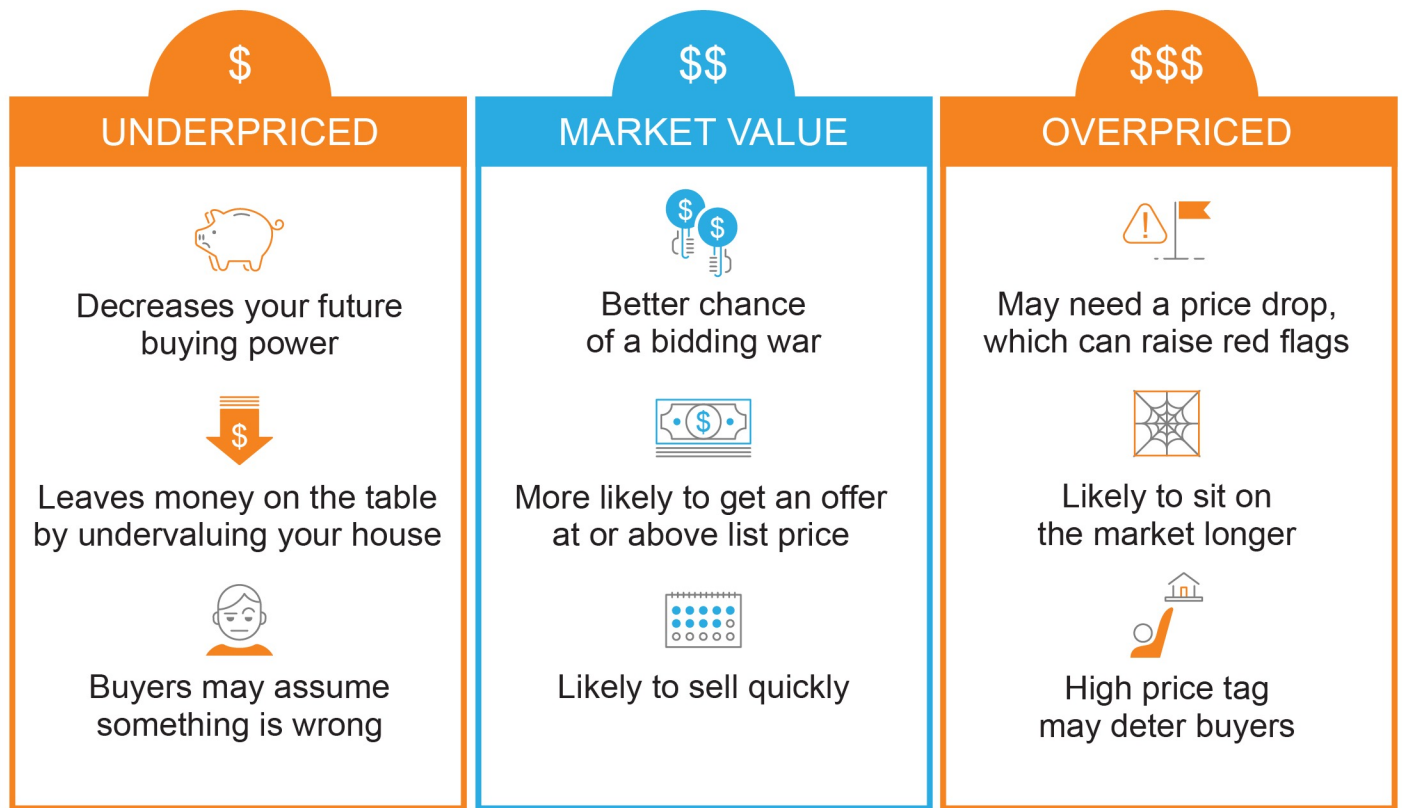 $
UNDERPRICED
Decreases your future
buying power
$
Leaves money on the table
by undervaluing your house
Buyers may assume
something is wrong
$$
MARKET VALUE
$
$
Better chance
of a bidding war
$
More likely to get an offer
at or above list price
Likely to sell quickly
$$$
OVERPRICED
!
May need a price drop,
which can raise red flags
Likely to sit on
the market longer
High price tag
may deter buyers